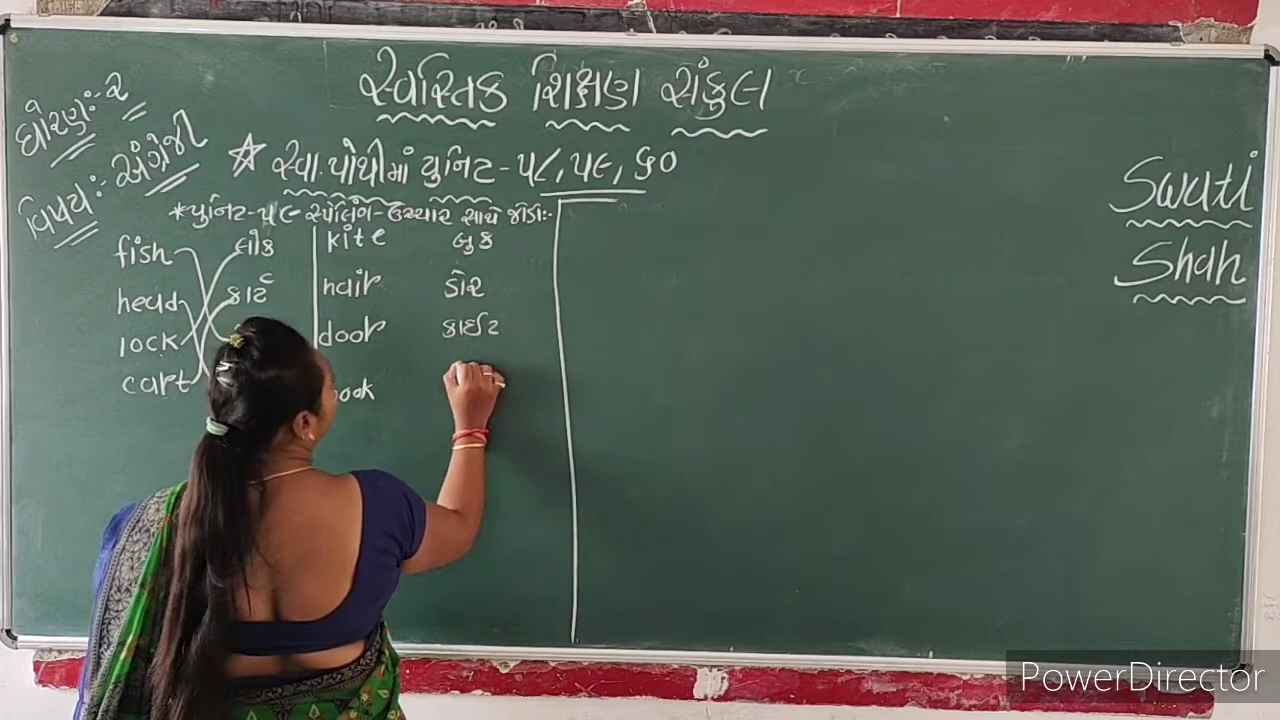 સ્વસ્તિક શિક્ષણ સંકુલ
ધોરણઃ- ૨
વિષયઃ- અંગ્રેજી
સ્વા.પોથીમાં યુનિટ - ૫૮, ૫૯, ૬૦
*યુનિટ-૫૮- સ્પેલિંગ-ઉચ્ચાર સાથે જોડોઃ-
fish લોક kite બુક
head કાર્ટ hair ડોર
lock door કાઈટ
cart book
Swati
Shah
PowerDirector